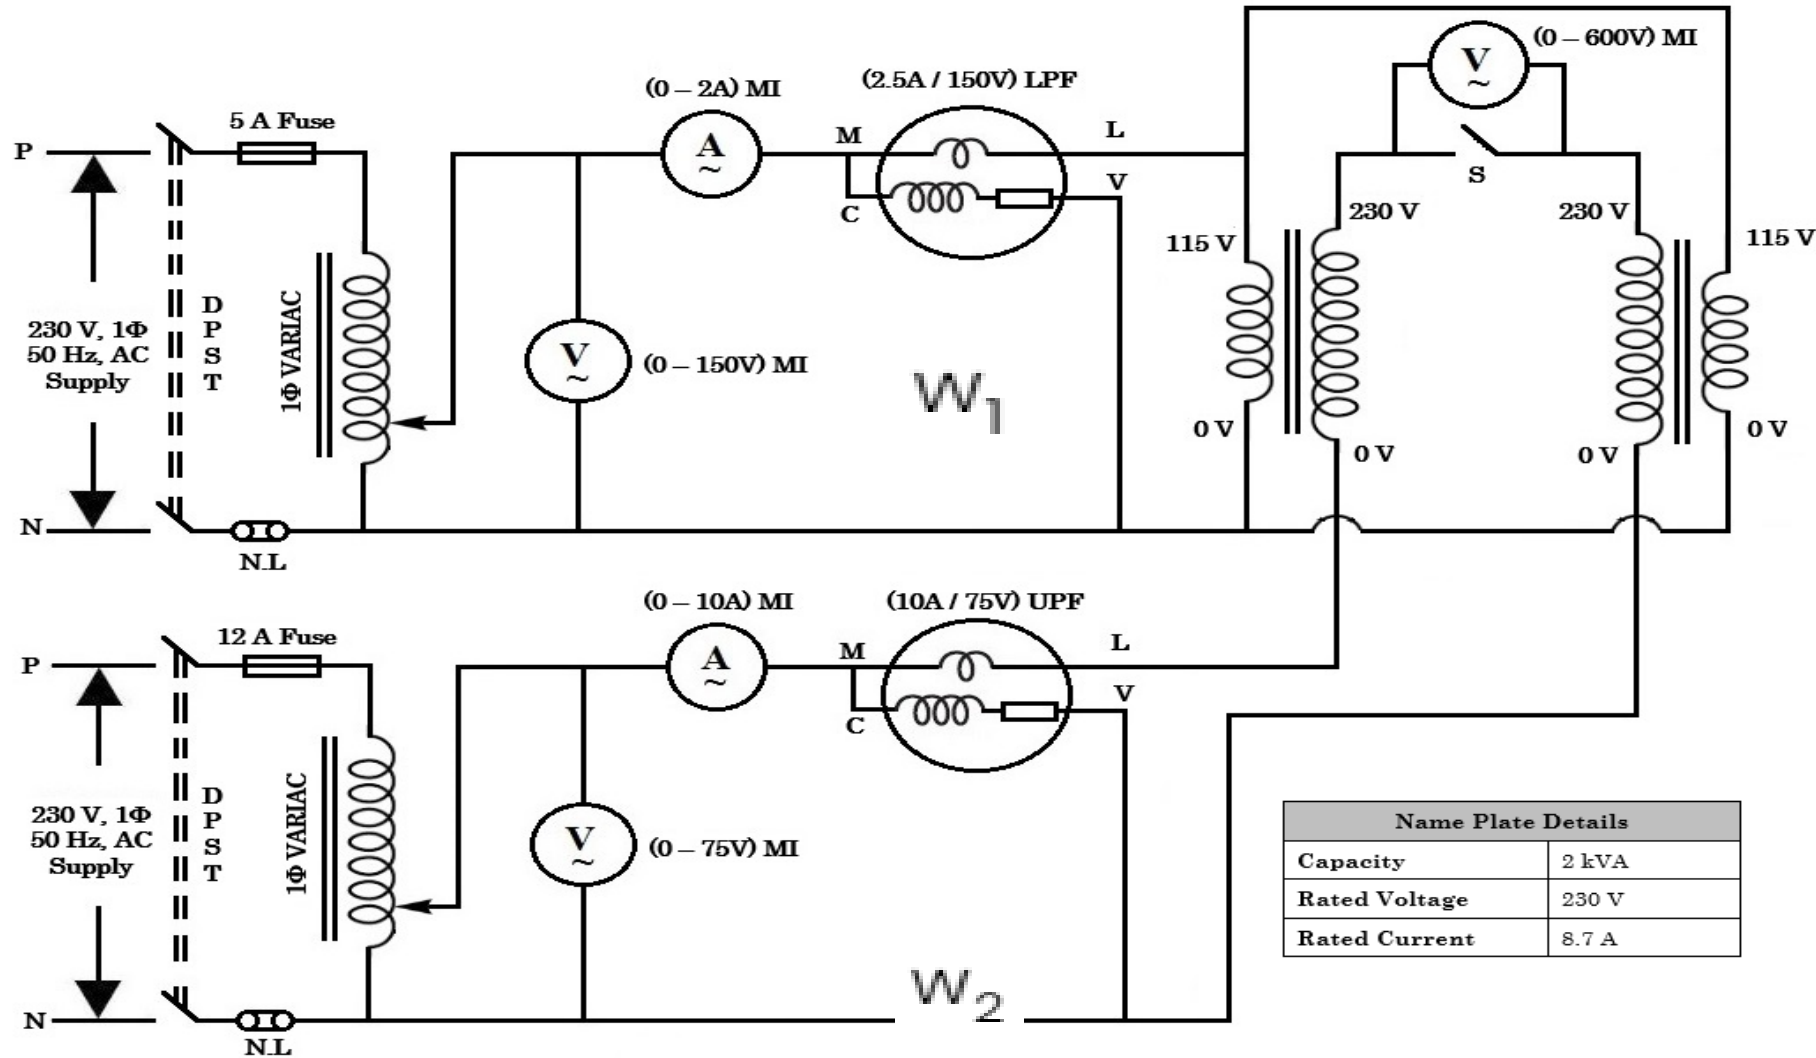 (0 – 600V) MI
V
~
(0 – 2A) MI
(2.5A / 150V) LPF
5 A Fuse
P
A
~
M
L
S
C
V
230 V
230 V
115 V
115 V
230 V, 1Φ
50 Hz, AC
Supply
D
P
S
T
1Φ VARIAC
V
~
(0 – 150V) MI
W1
0 V
0 V
0 V
0 V
N
N.L
(0 – 10A) MI
(10A / 75V) UPF
12 A Fuse
P
A
~
M
L
C
V
230 V, 1Φ
50 Hz, AC
Supply
D
P
S
T
1Φ VARIAC
V
~
(0 – 75V) MI
Name Plate Details
Capacity 2 kVA
Rated Voltage 230 V
Rated Current 8.7 A
W2
N
N.L